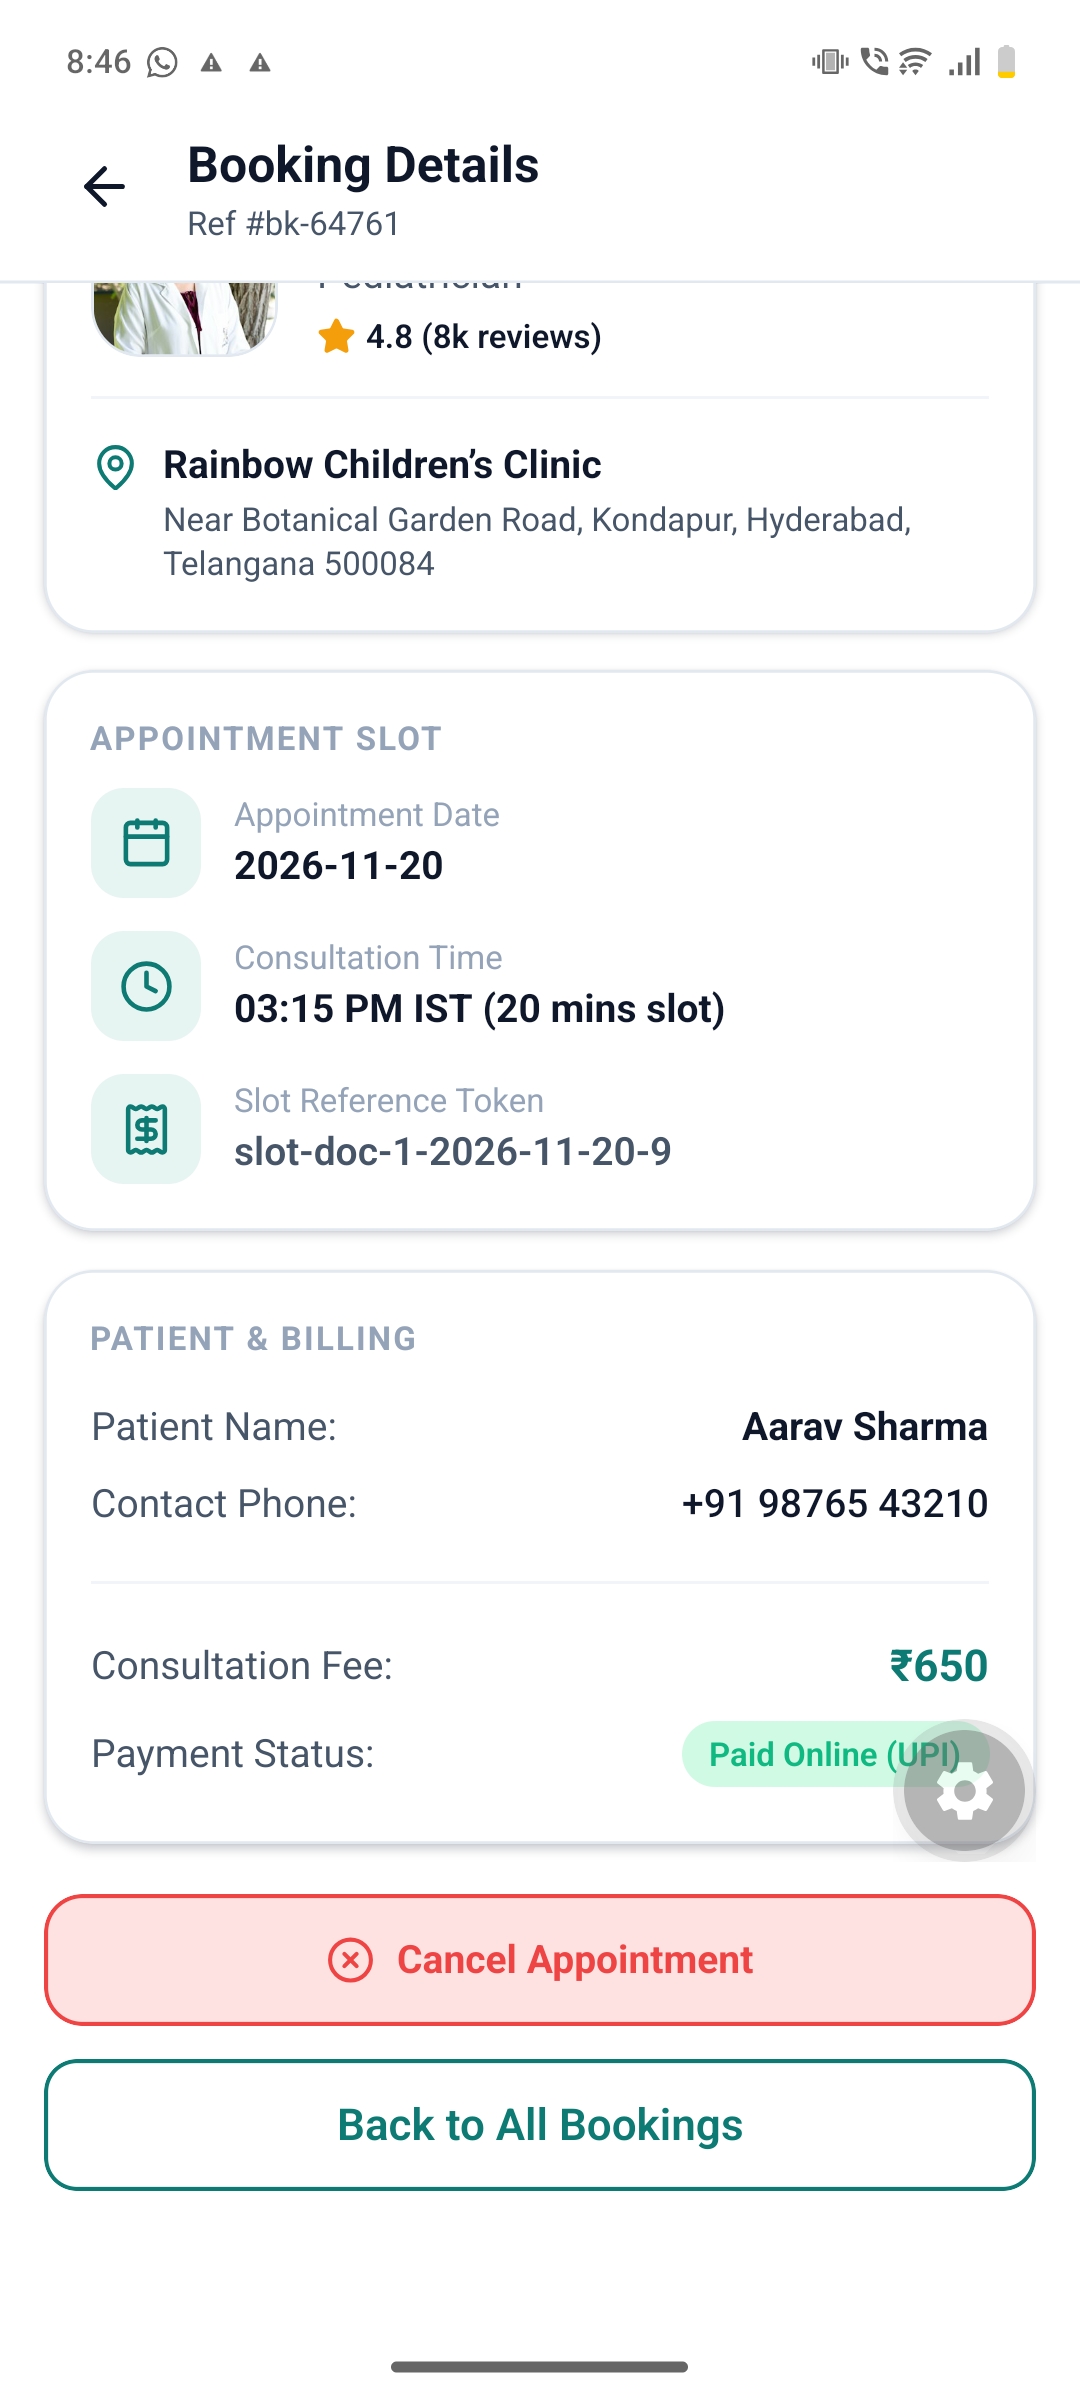 8:46
Booking Details
Ref #bk-64761
Pediatrician
4.8 (8k reviews)
Rainbow Children’s Clinic
Near Botanical Garden Road, Kondapur, Hyderabad,
Telangana 500084
APPOINTMENT SLOT
Appointment Date
2026-11-20
Consultation Time
03:15 PM IST (20 mins slot)
Slot Reference Token
slot-doc-1-2026-11-20-9
PATIENT & BILLING
Patient Name: Aarav Sharma
Contact Phone: +91 98765 43210
Consultation Fee: ₹650
Payment Status: Paid Online (UPI)
Cancel Appointment
Back to All Bookings